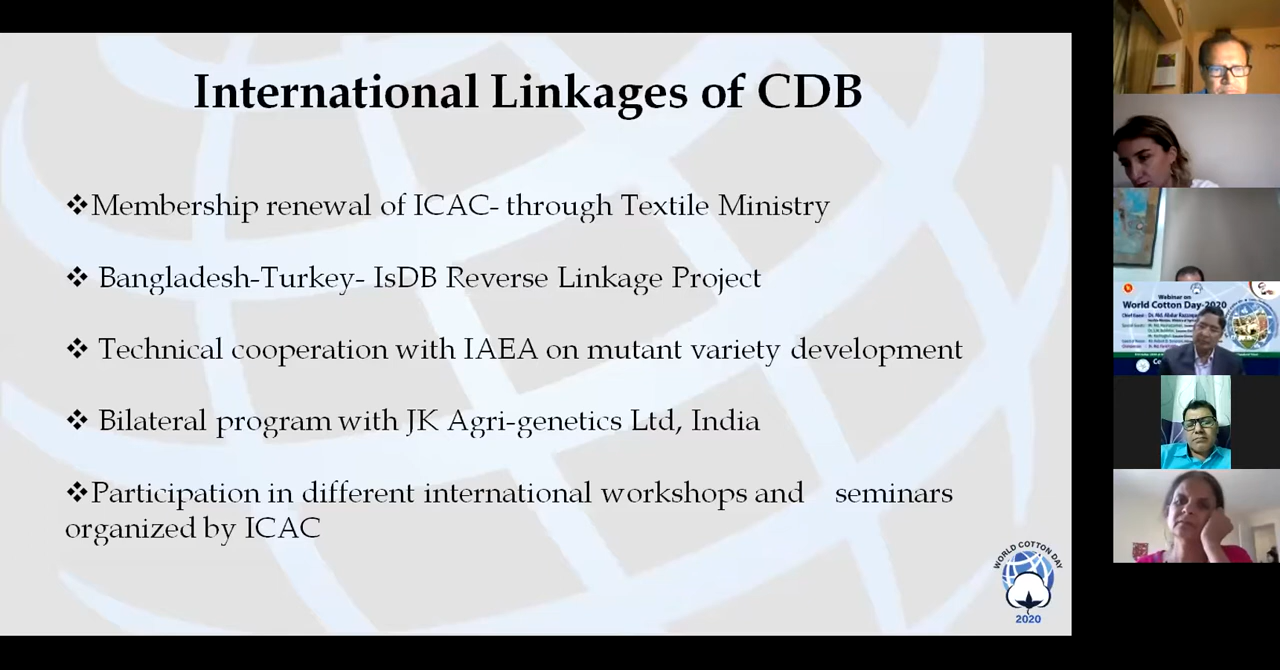 International Linkages of CDB
❖Membership renewal of ICAC- through Textile Ministry
❖ Bangladesh-Turkey- IsDB Reverse Linkage Project
❖ Technical cooperation with IAEA on mutant variety development
❖ Bilateral program with JK Agri-genetics Ltd, India
❖Participation in different international workshops and seminars
organized by ICAC
WORLD COTTON DAY
2020
Webinar on
World Cotton Day-2020